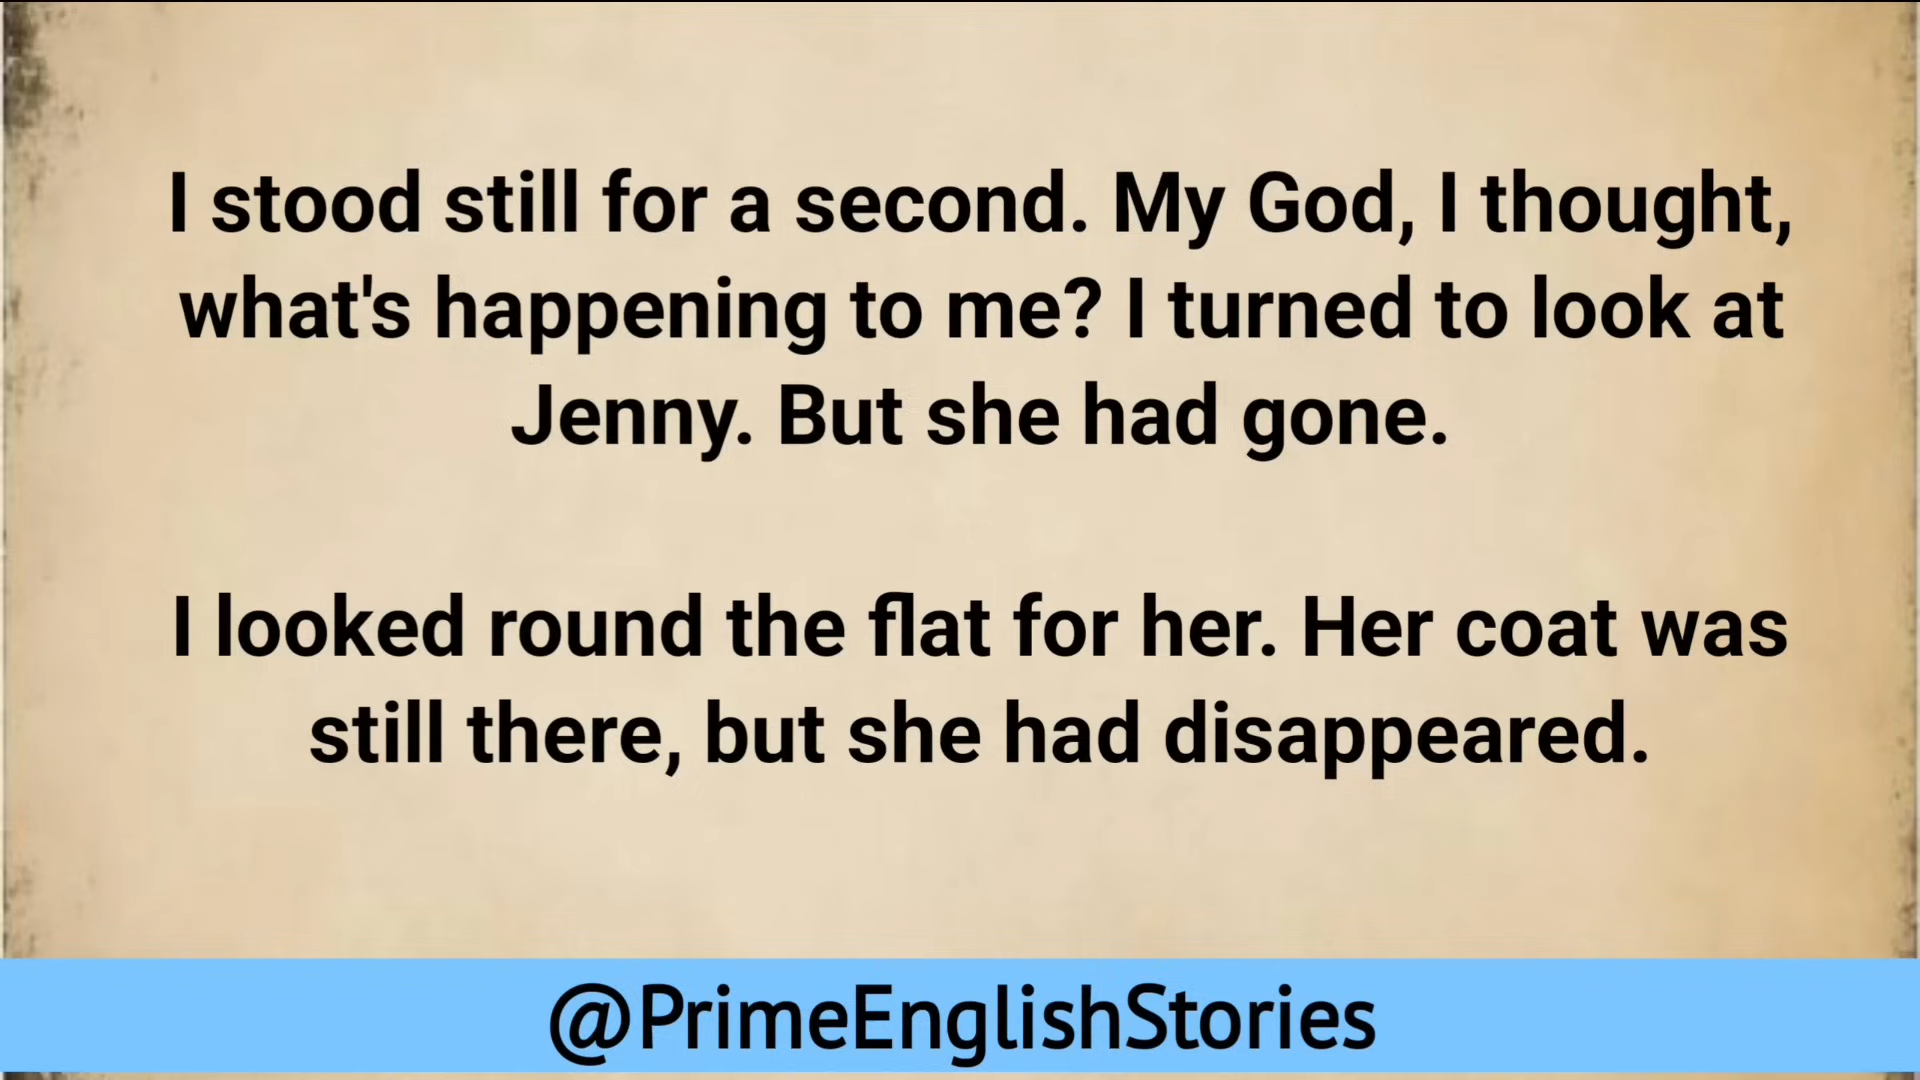 I stood still for a second. My God, I thought,
what's happening to me? I turned to look at
Jenny. But she had gone.
I looked round the flat for her. Her coat was
still there, but she had disappeared.
@PrimeEnglishStories